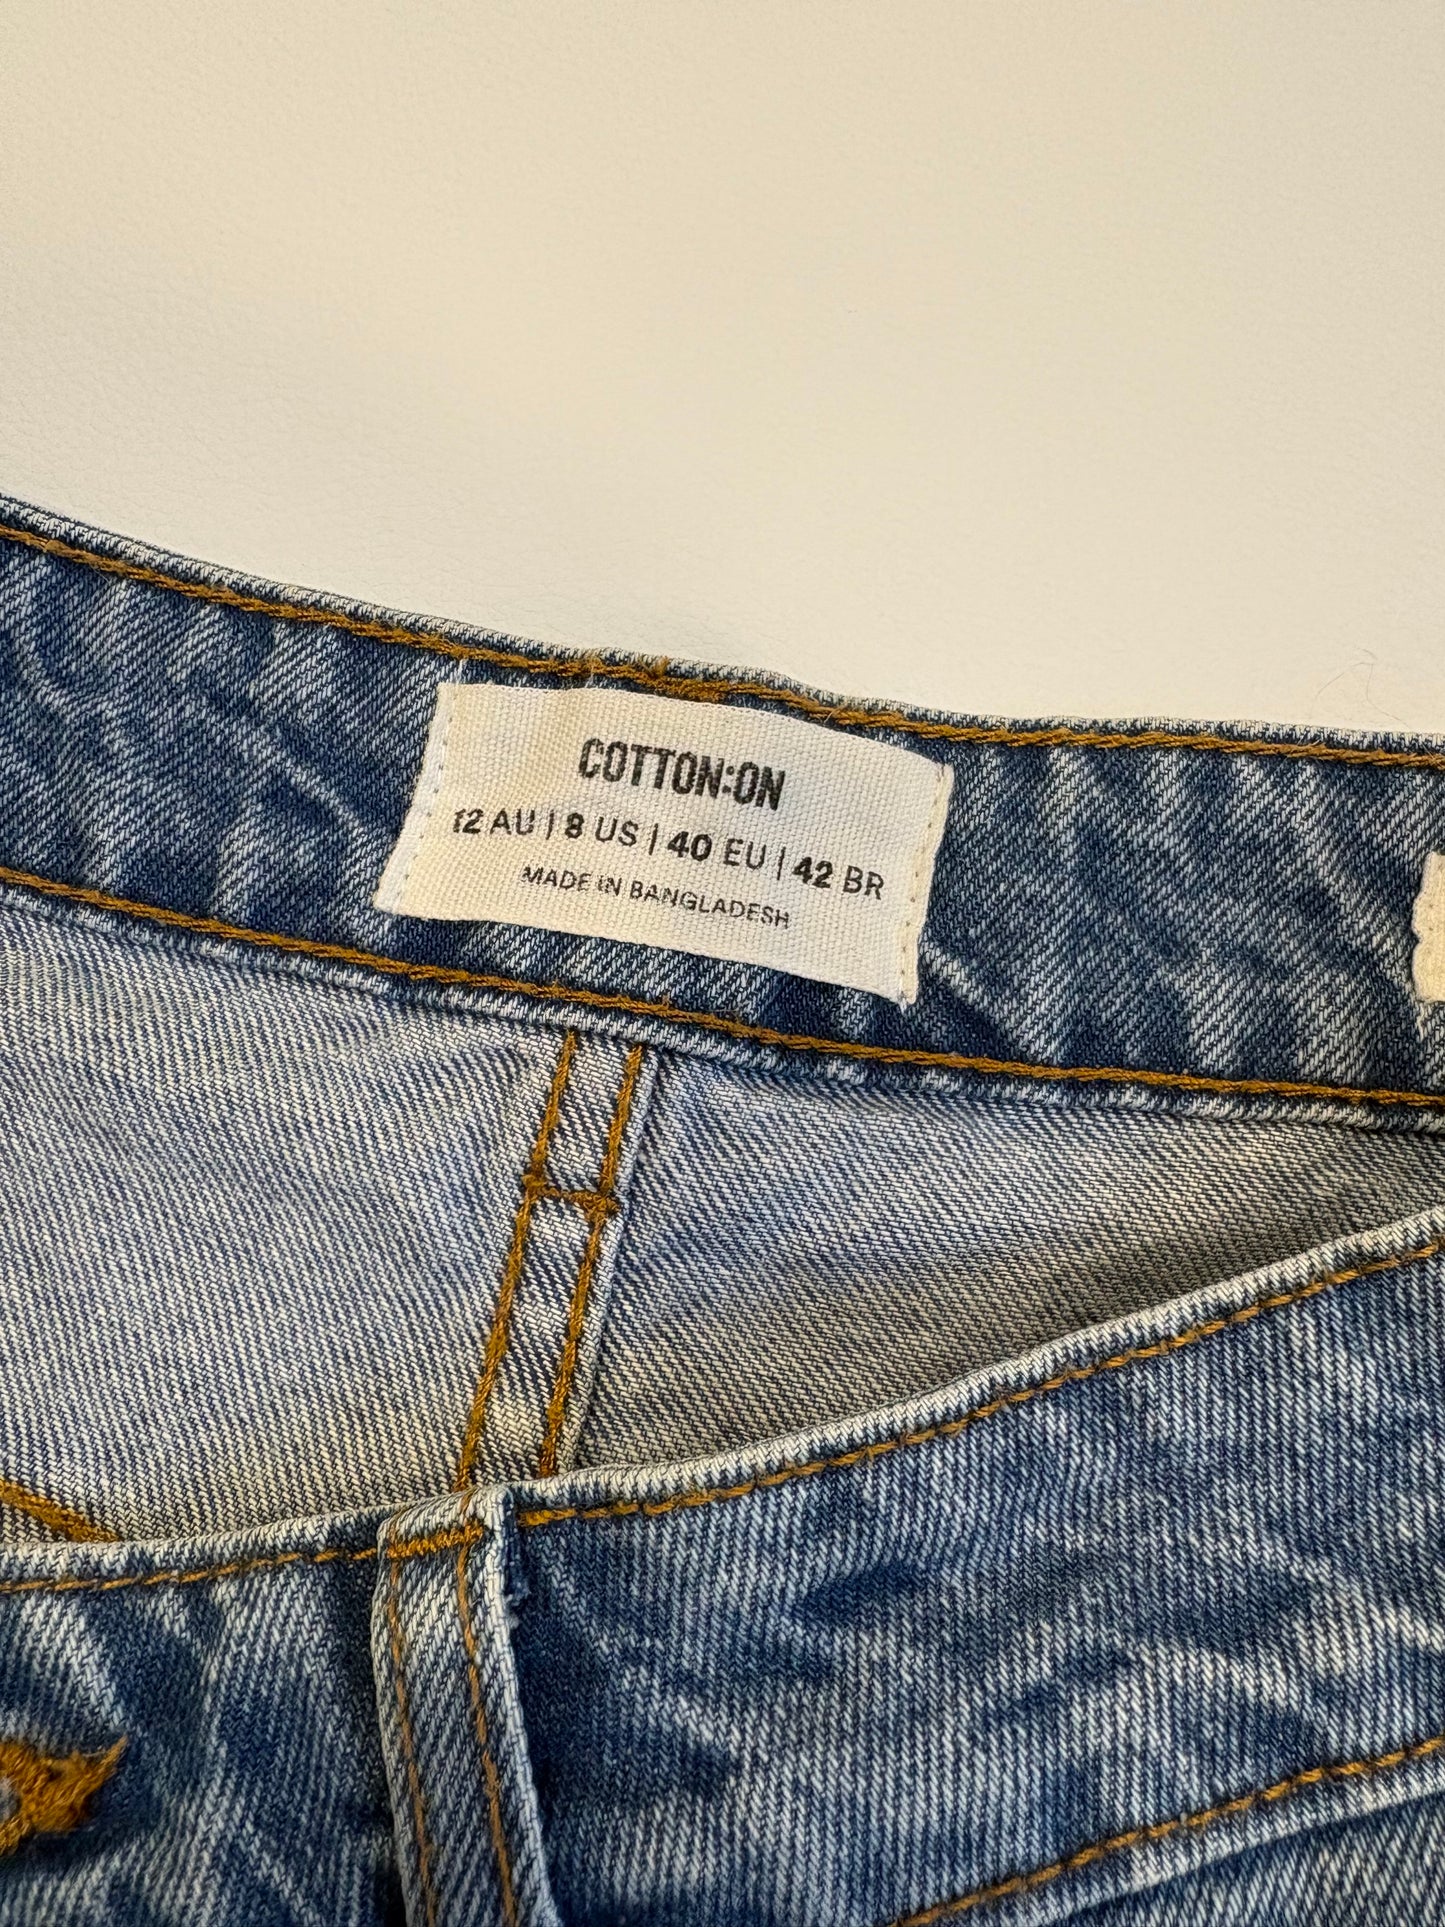 COTTON:ON
12 AU | 8 US | 40 EU | 42 BR
MADE IN BANGLADESH